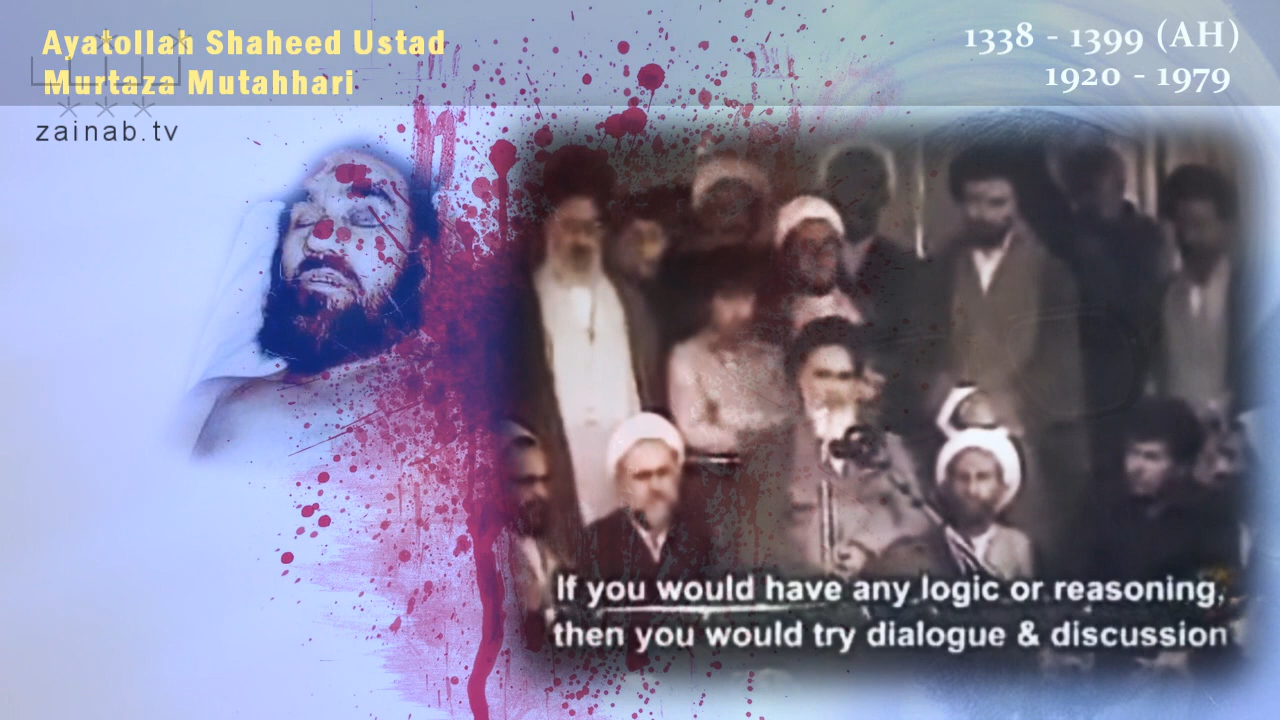 Ayatollah Shaheed Ustad
Murtaza Mutahhari
1338 - 1399 (AH)
1920 - 1979
zainab.tv
If you would have any logic or reasoning,
then you would try dialogue & discussion